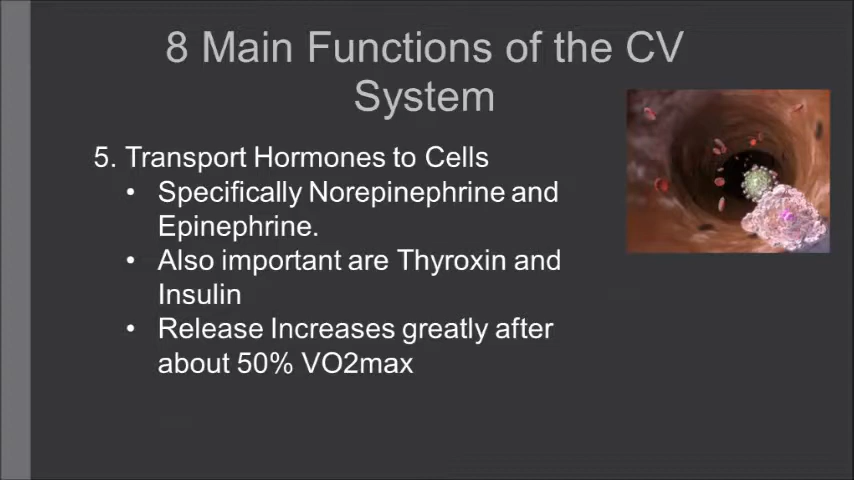 8 Main Functions of the CV
System
5. Transport Hormones to Cells
• Specifically Norepinephrine and
Epinephrine.
• Also important are Thyroxin and
Insulin
• Release Increases greatly after
about 50% VO2max